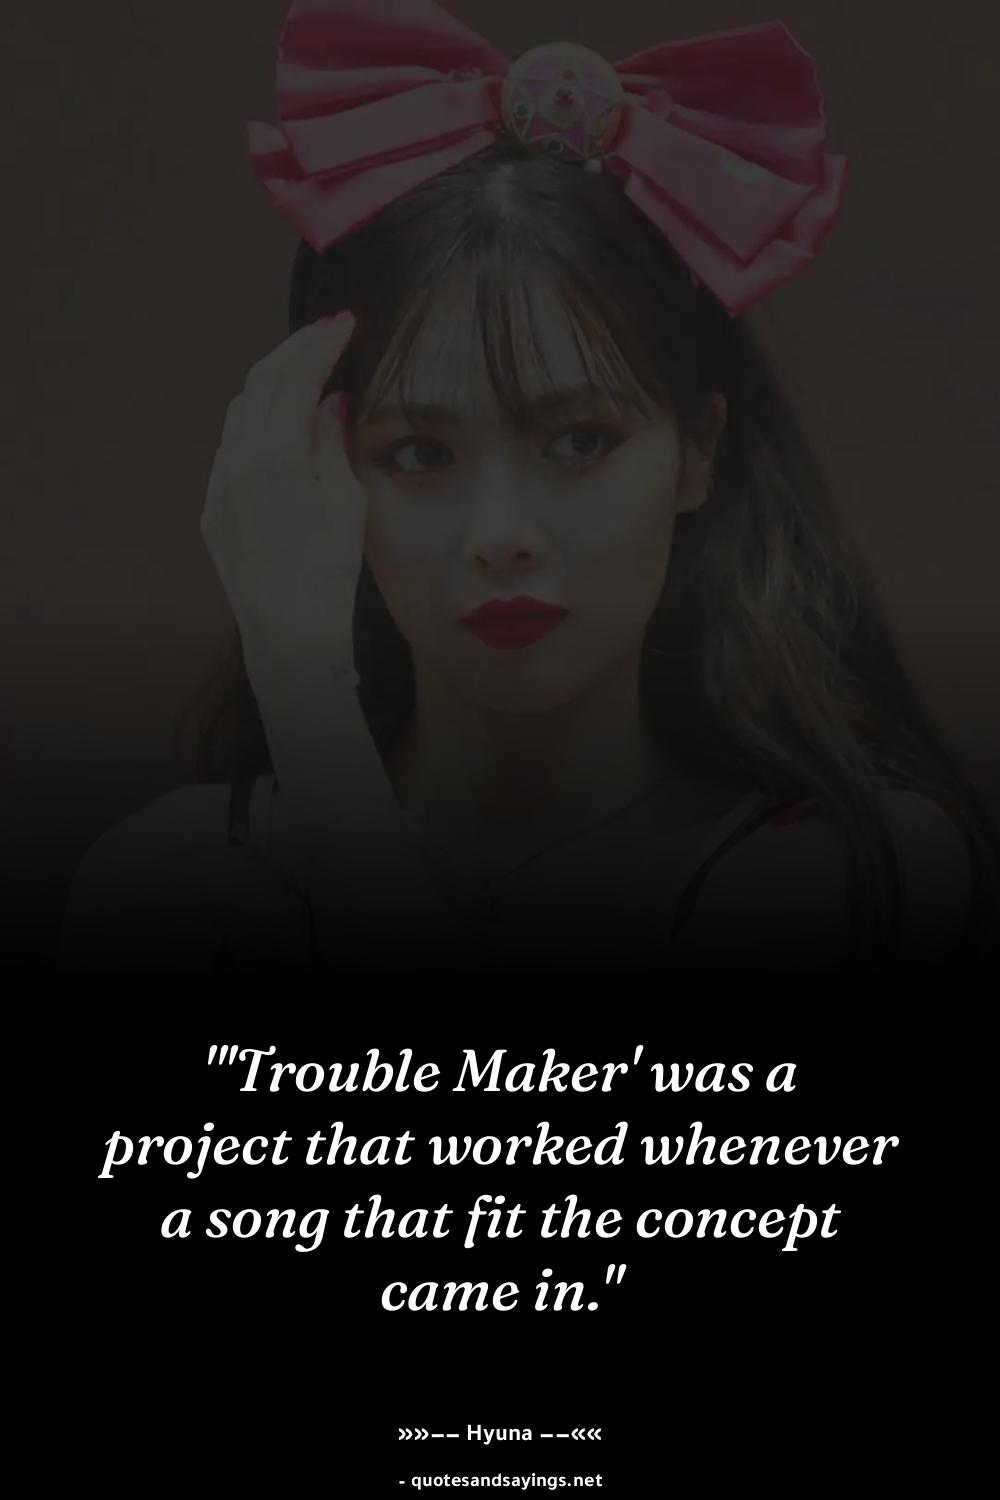 "'Trouble Maker' was a
project that worked whenever
a song that fit the concept
came in."
»»–– Hyuna ––««
- quotesandsayings.net